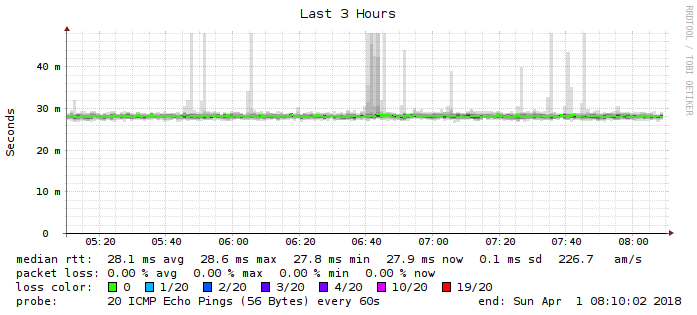 Last 3 Hours
RRDTOOL / TOBI OETIKER
Seconds
40 m
30 m
20 m
10 m
0
05:20 05:40 06:00 06:20 06:40 07:00 07:20 07:40 08:00
median rtt: 28.1 ms avg 28.6 ms max 27.8 ms min 27.9 ms now 0.1 ms sd 226.7 am/s
packet loss: 0.00 % avg 0.00 % max 0.00 % min 0.00 % now
loss color: 0 1/20 2/20 3/20 4/20 10/20 19/20
probe: 20 ICMP Echo Pings (56 Bytes) every 60s end: Sun Apr 1 08:10:02 2018